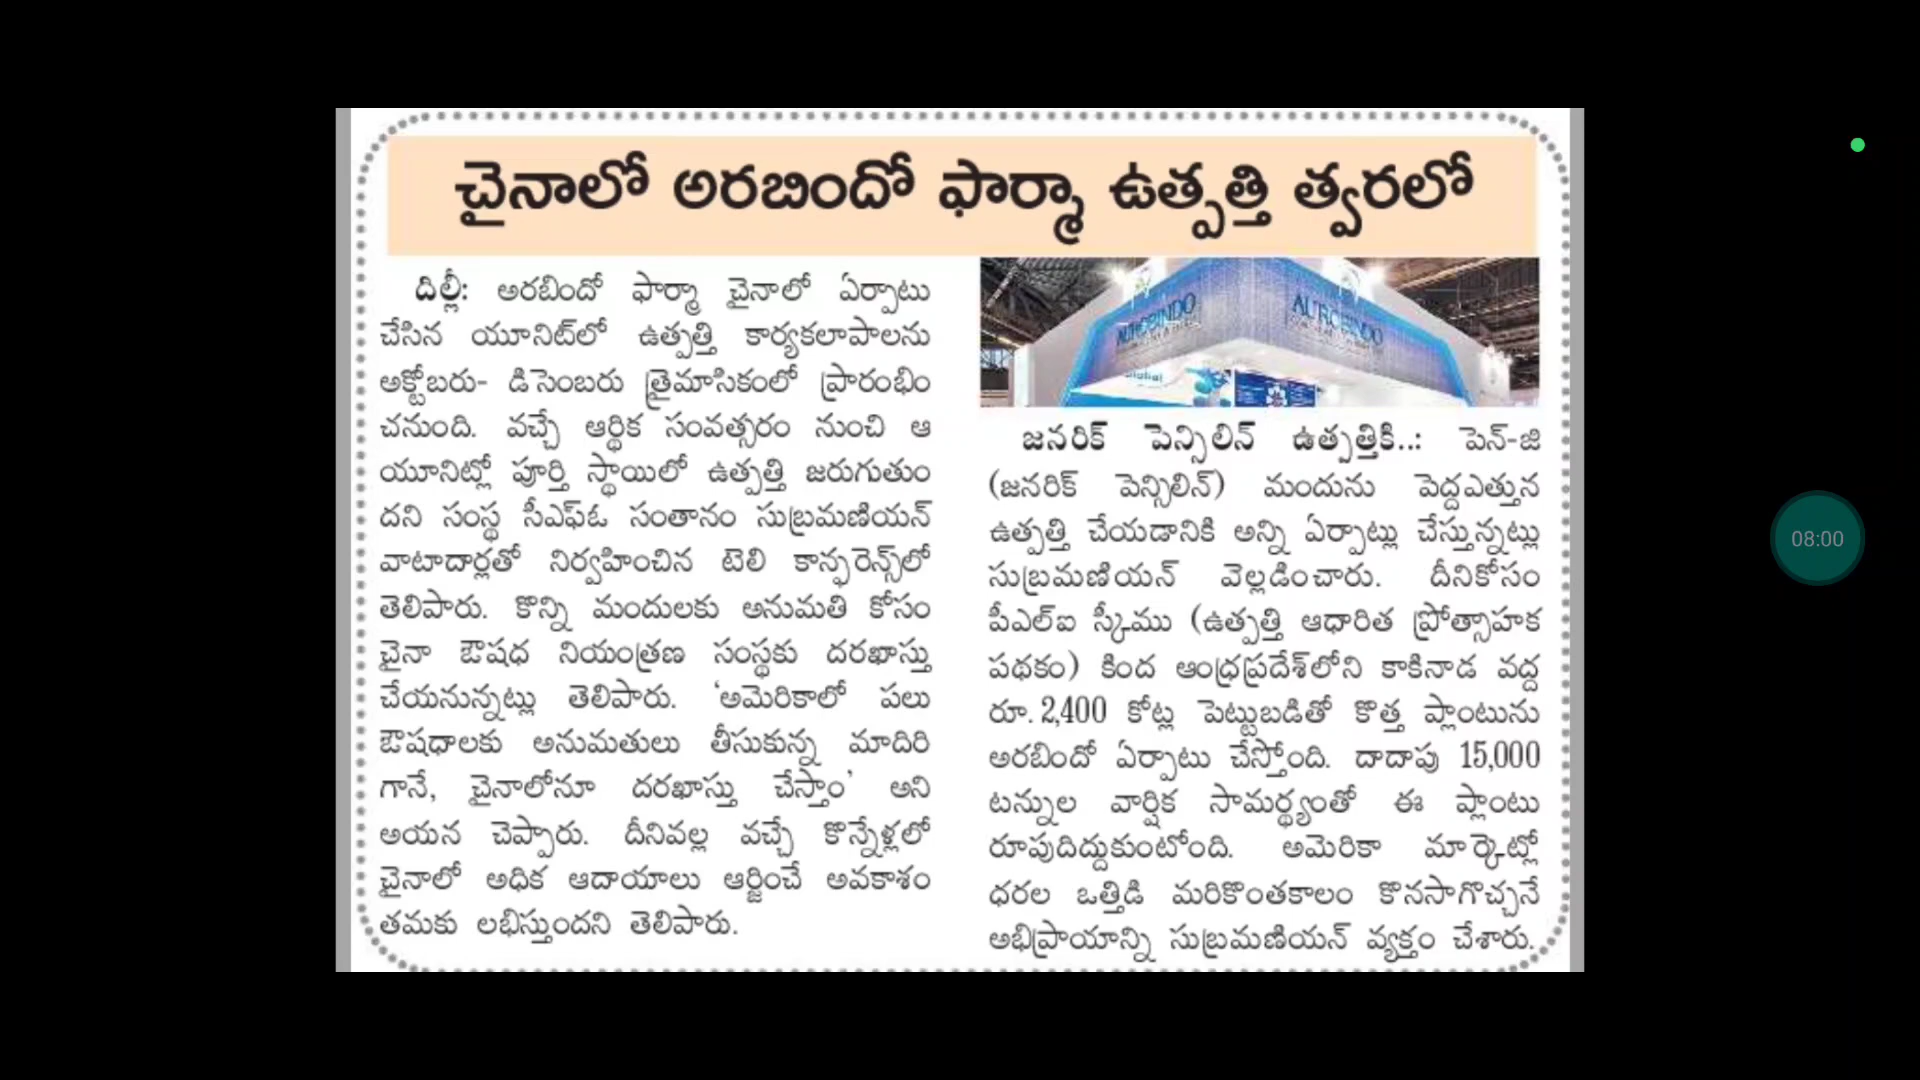 చైనాలో అరబిందో ఫార్మా ఉత్పత్తి త్వరలో
దిల్లీ: అరబిందో ఫార్మా చైనాలో ఏర్పాటు
చేసిన యూనిట్‌లో ఉత్పత్తి కార్యకలాపాలను
అక్టోబరు- డిసెంబరు త్రైమాసికంలో ప్రారంభిం
చనుంది. వచ్చే ఆర్థిక సంవత్సరం నుంచి ఆ
యూనిట్లో పూర్తి స్థాయిలో ఉత్పత్తి జరుగుతుం
దని సంస్థ సీఎఫ్ఓ సంతానం సుబ్రమణియన్
వాటాదార్లతో నిర్వహించిన టెలి కాన్ఫరెన్స్‌లో
తెలిపారు. కొన్ని మందులకు అనుమతి కోసం
చైనా ఔషధ నియంత్రణ సంస్థకు దరఖాస్తు
చేయనున్నట్లు తెలిపారు. ‘అమెరికాలో పలు
ఔషధాలకు అనుమతులు తీసుకున్న మాదిరి
గానే, చైనాలోనూ దరఖాస్తు చేస్తాం’ అని
ఆయన చెప్పారు. దీనివల్ల వచ్చే కొన్నేళ్లలో
చైనాలో అధిక ఆదాయాలు ఆర్జించే అవకాశం
తమకు లభిస్తుందని తెలిపారు.
AUROBINDO
AUROBINDO
Global
జనరిక్ పెన్సిలిన్ ఉత్పత్తికి..: పెన్-జి
(జనరిక్ పెన్సిలిన్) మందును పెద్దఎత్తున
ఉత్పత్తి చేయడానికి అన్ని ఏర్పాట్లు చేస్తున్నట్లు
సుబ్రమణియన్ వెల్లడించారు. దీనికోసం
పీఎల్ఐ స్కీము (ఉత్పత్తి ఆధారిత ప్రోత్సాహక
పథకం) కింద ఆంధ్రప్రదేశ్‌లోని కాకినాడ వద్ద
రూ.2,400 కోట్ల పెట్టుబడితో కొత్త ప్లాంటును
అరబిందో ఏర్పాటు చేస్తోంది. దాదాపు 15,000
టన్నుల వార్షిక సామర్థ్యంతో ఈ ప్లాంటు
రూపుదిద్దుకుంటోంది. అమెరికా మార్కెట్లో
ధరల ఒత్తిడి మరికొంతకాలం కొనసాగొచ్చనే
అభిప్రాయాన్ని సుబ్రమణియన్ వ్యక్తం చేశారు.
08:00